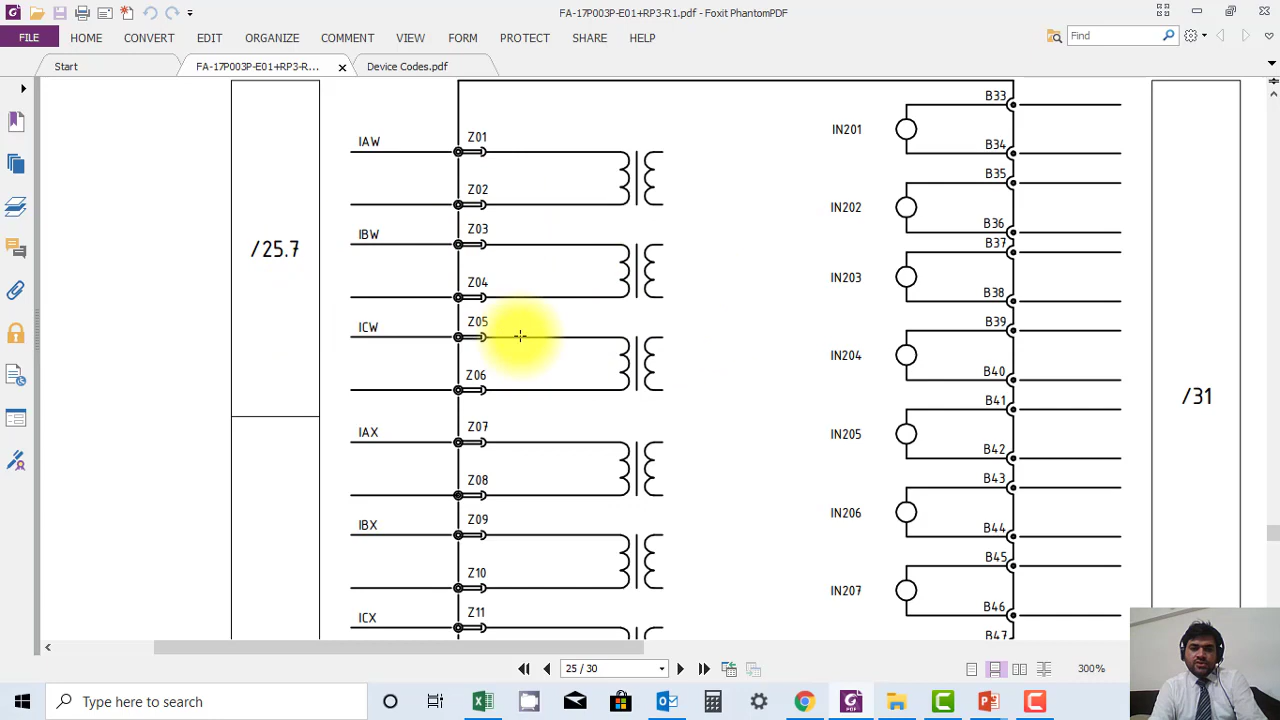 FA-17P003P-E01+RP3-R1.pdf - Foxit PhantomPDF
FILE HOME CONVERT EDIT ORGANIZE COMMENT VIEW FORM PROTECT SHARE HELP
Find
Start
FA-17P003P-E01+RP3-R...
Device Codes.pdf
/25.7
IAW
Z01
Z02
IBW
Z03
Z04
ICW
Z05
Z06
IAX
Z07
Z08
IBX
Z09
Z10
ICX
Z11
IN201
B33
B34
IN202
B35
B36
IN203
B37
B38
IN204
B39
B40
IN205
B41
B42
IN206
B43
B44
IN207
B45
B46
B47
/31
25 / 30
300%
Type here to search